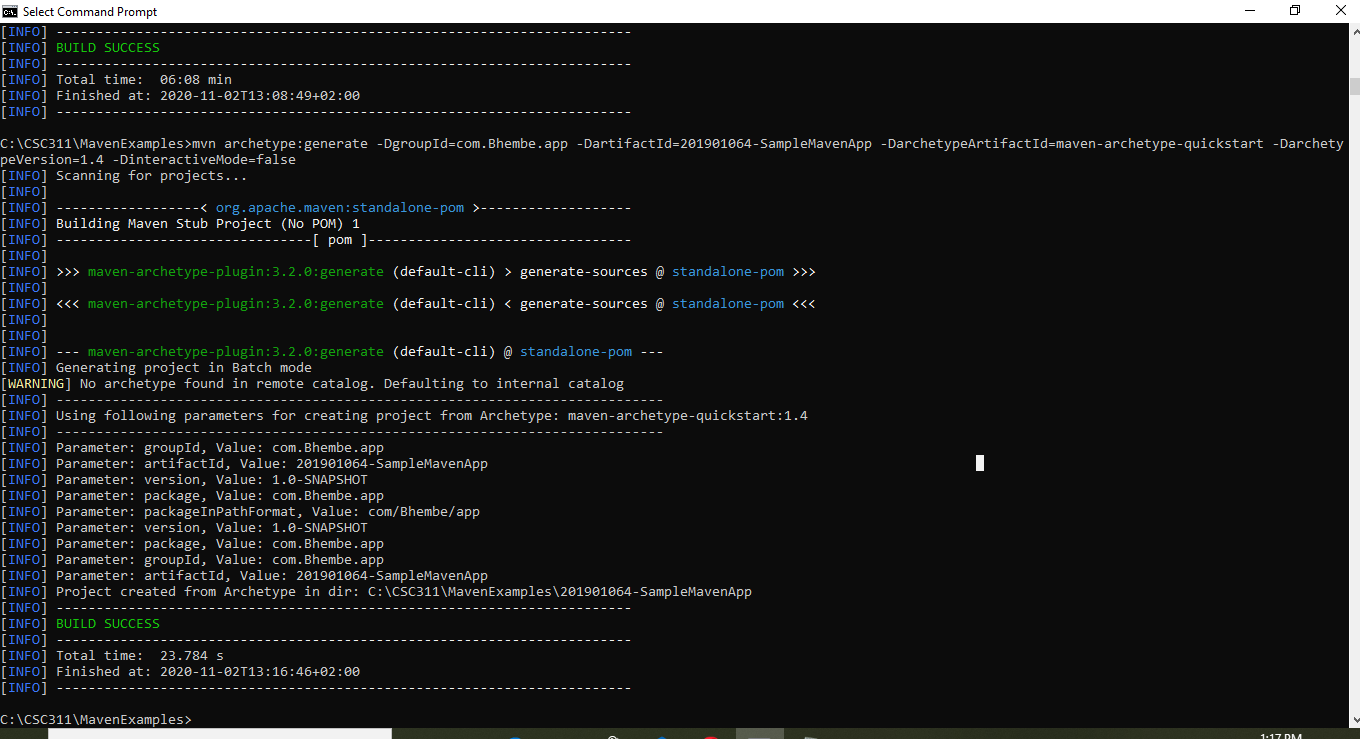 Select Command Prompt
[INFO] ------------------------------------------------------------------------
[INFO] BUILD SUCCESS
[INFO] ------------------------------------------------------------------------
[INFO] Total time:  06:08 min
[INFO] Finished at: 2020-11-02T13:08:49+02:00
[INFO] ------------------------------------------------------------------------
C:\CSC311\MavenExamples>mvn archetype:generate -DgroupId=com.Bhembe.app -DartifactId=201901064-SampleMavenApp -DarchetypeArtifactId=maven-archetype-quickstart -Darchety
peVersion=1.4 -DinteractiveMode=false
[INFO] Scanning for projects...
[INFO]
[INFO] ------------------< org.apache.maven:standalone-pom >-------------------
[INFO] Building Maven Stub Project (No POM) 1
[INFO] --------------------------------[ pom ]---------------------------------
[INFO]
[INFO] >>> maven-archetype-plugin:3.2.0:generate (default-cli) > generate-sources @ standalone-pom >>>
[INFO]
[INFO] <<< maven-archetype-plugin:3.2.0:generate (default-cli) < generate-sources @ standalone-pom <<<
[INFO]
[INFO]
[INFO] --- maven-archetype-plugin:3.2.0:generate (default-cli) @ standalone-pom ---
[INFO] Generating project in Batch mode
[WARNING] No archetype found in remote catalog. Defaulting to internal catalog
[INFO] ----------------------------------------------------------------------------
[INFO] Using following parameters for creating project from Archetype: maven-archetype-quickstart:1.4
[INFO] ----------------------------------------------------------------------------
[INFO] Parameter: groupId, Value: com.Bhembe.app
[INFO] Parameter: artifactId, Value: 201901064-SampleMavenApp
[INFO] Parameter: version, Value: 1.0-SNAPSHOT
[INFO] Parameter: package, Value: com.Bhembe.app
[INFO] Parameter: packageInPathFormat, Value: com/Bhembe/app
[INFO] Parameter: version, Value: 1.0-SNAPSHOT
[INFO] Parameter: package, Value: com.Bhembe.app
[INFO] Parameter: groupId, Value: com.Bhembe.app
[INFO] Parameter: artifactId, Value: 201901064-SampleMavenApp
[INFO] Project created from Archetype in dir: C:\CSC311\MavenExamples\201901064-SampleMavenApp
[INFO] ------------------------------------------------------------------------
[INFO] BUILD SUCCESS
[INFO] ------------------------------------------------------------------------
[INFO] Total time:  23.784 s
[INFO] Finished at: 2020-11-02T13:16:46+02:00
[INFO] ------------------------------------------------------------------------
C:\CSC311\MavenExamples>
1:17 PM